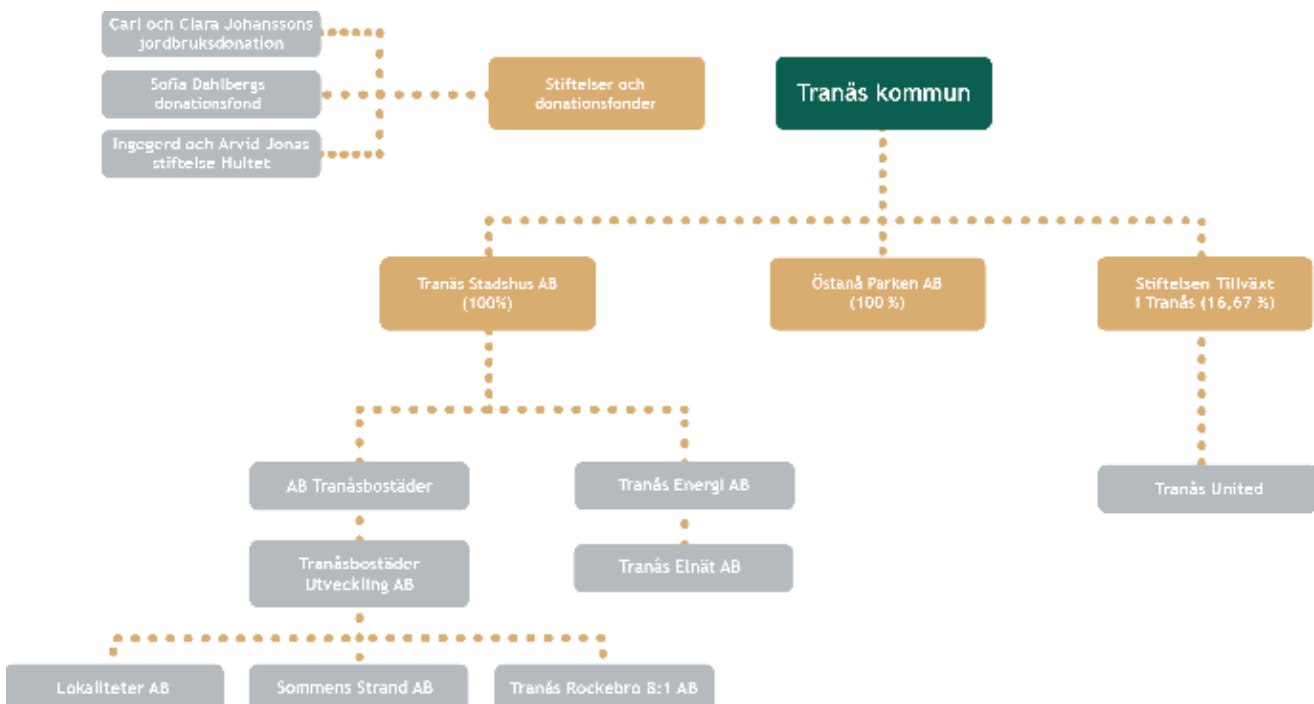 Carl och Clara Johanssons
jordbruksdonation
Sofia Dahlbergs
donationsfond
Ingegerd och Arvid Jonas
stiftelse Hultet
Stiftelser och
donationsfonder
Tranås kommun
Tranås Stadshus AB
(100%)
Östanå Parken AB
(100 %)
Stiftelsen Tillväxt
i Tranås (16,67 %)
AB Tranåsbostäder
Tranås Energi AB
Tranås United
Tranåsbostäder
Utveckling AB
Tranås Elnät AB
Lokaliteter AB
Sommens Strand AB
Tranås Rockebro 8:1 AB